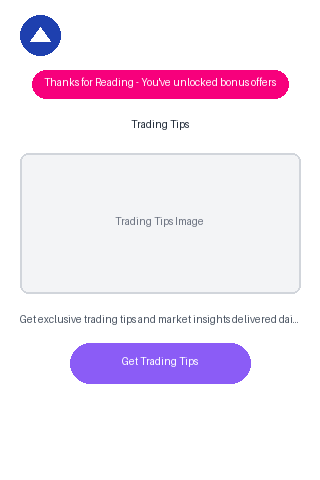 Thanks for Reading - You've unlocked bonus offers
Trading Tips
Trading Tips Image
Get exclusive trading tips and market insights delivered dai...
Get Trading Tips